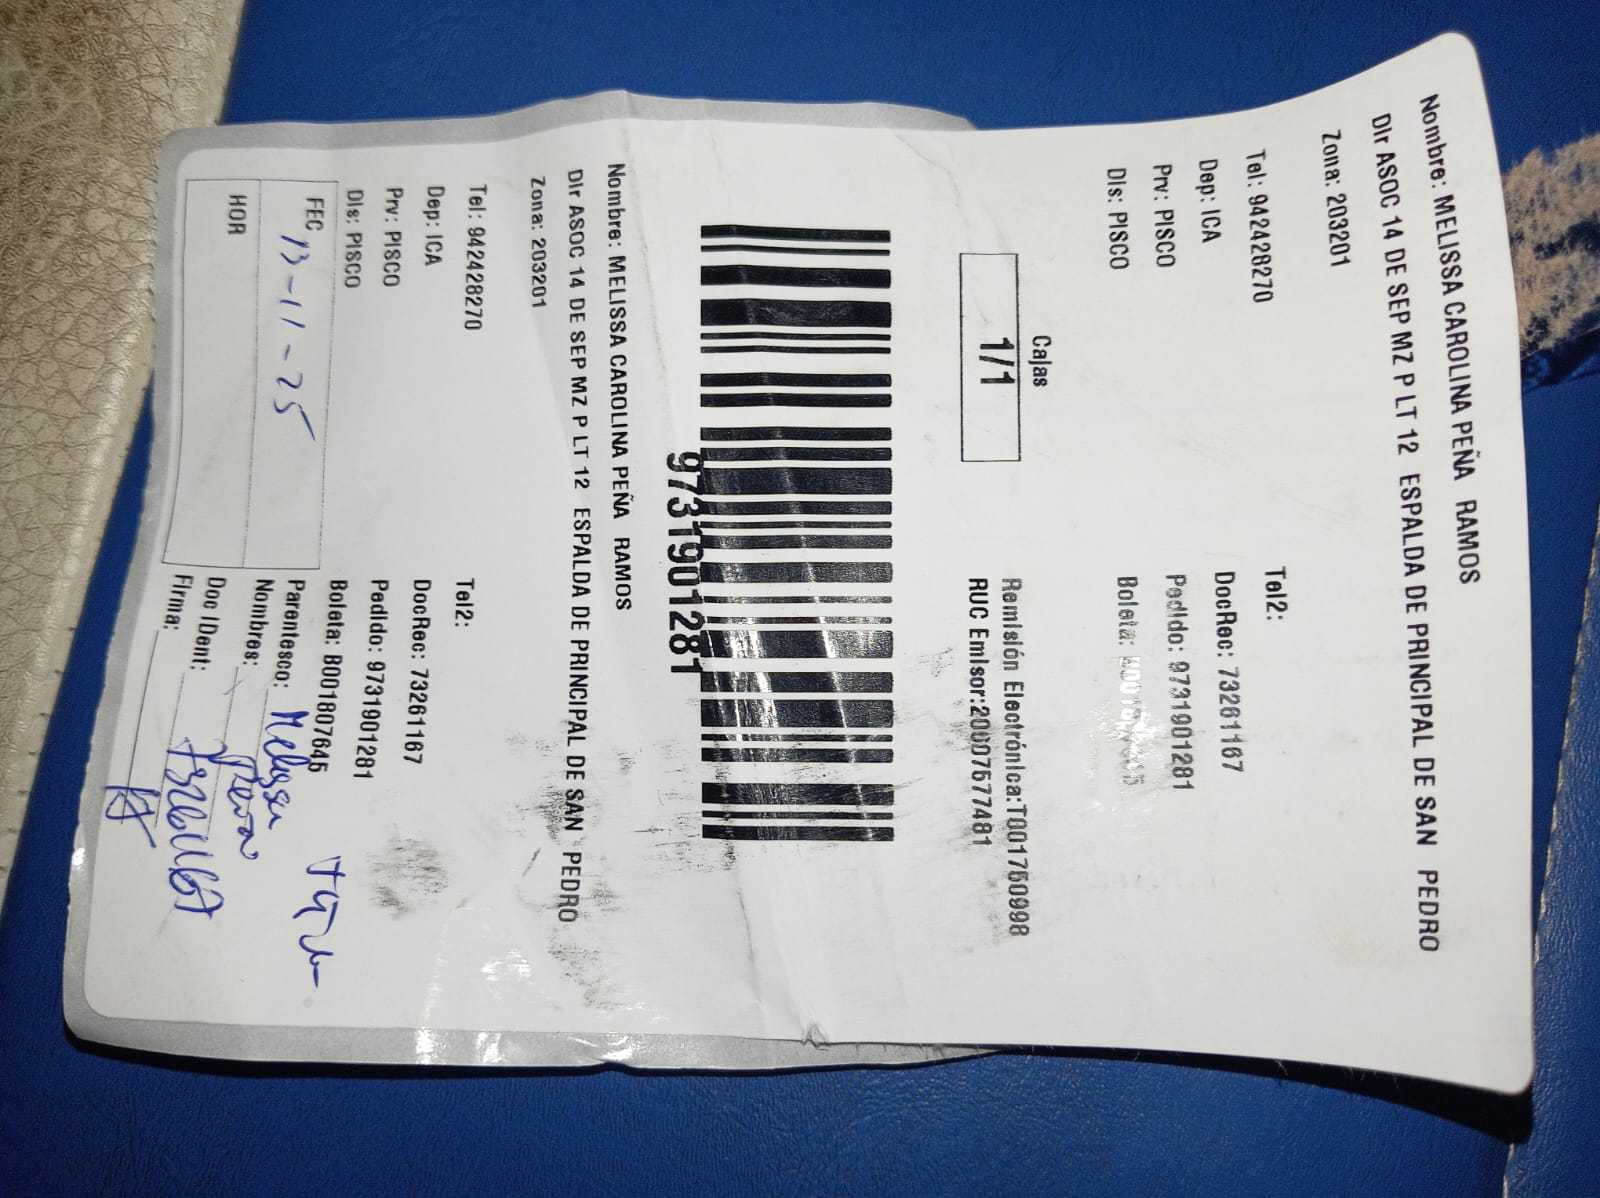 Nombre: MELISSA CAROLINA PEÑA RAMOS
Dir ASOC 14 DE SEP MZ P LT 12 ESPALDA DE PRINCIPAL DE SAN PEDRO
Zona: 203201
Tel: 942428270 Tel2:
Dep: ICA DocRec: 73261167
Prv: PISCO Pedido: 9731901281
Dis: PISCO Boleta:
Cajas
1/1
Remisión Electrónica:T001750998
RUC Emisor:20007577481
9731901281
Nombre: MELISSA CAROLINA PEÑA RAMOS
Dir ASOC 14 DE SEP MZ P LT 12 ESPALDA DE PRINCIPAL DE SAN PEDRO
Zona: 203201
Tel: 942428270 Tel2:
Dep: ICA DocRec: 73261167
Prv: PISCO Pedido: 9731901281
Dis: PISCO Boleta: B001807645
FEC 13-11-25 Parentesco:
HOR Nombres: Melissa Peña
Doc IDent: 73261167
Firma: